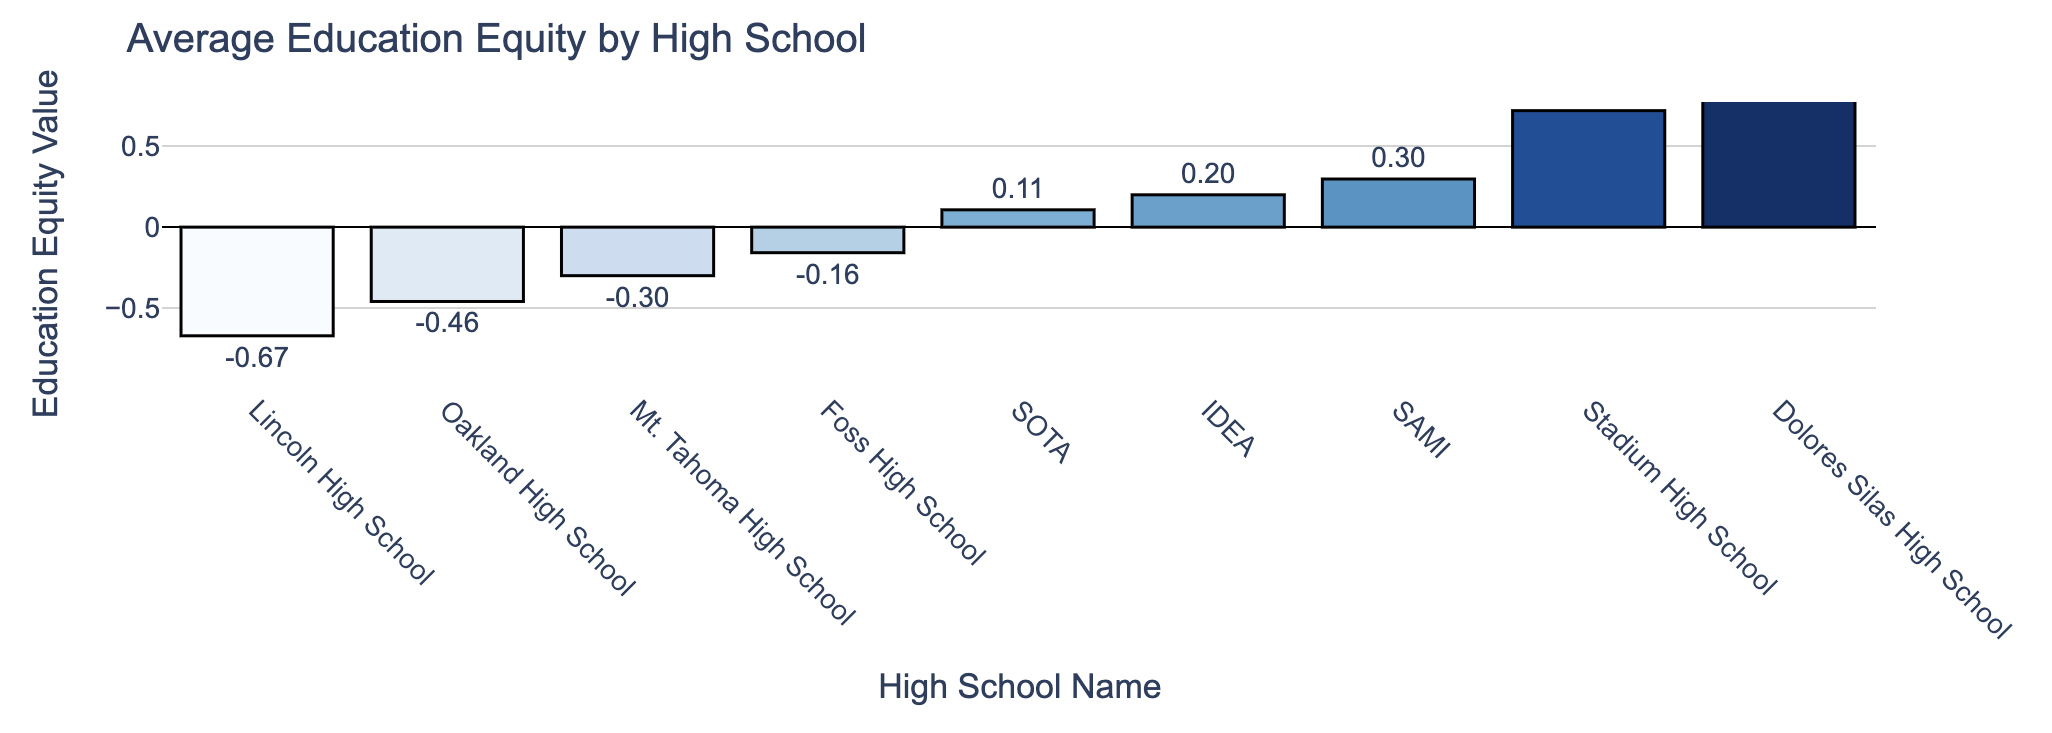 Average Education Equity by High School
Education Equity Value
0.5
0
−0.5
-0.67
-0.46
-0.30
-0.16
0.11
0.20
0.30
Lincoln High School
Oakland High School
Mt. Tahoma High School
Foss High School
SOTA
IDEA
SAMI
Stadium High School
Dolores Silas High School
High School Name